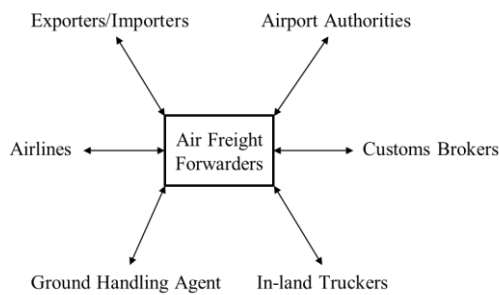 Exporters/Importers
Airport Authorities
Air Freight
Forwarders
Airlines
Customs Brokers
Ground Handling Agent
In-land Truckers